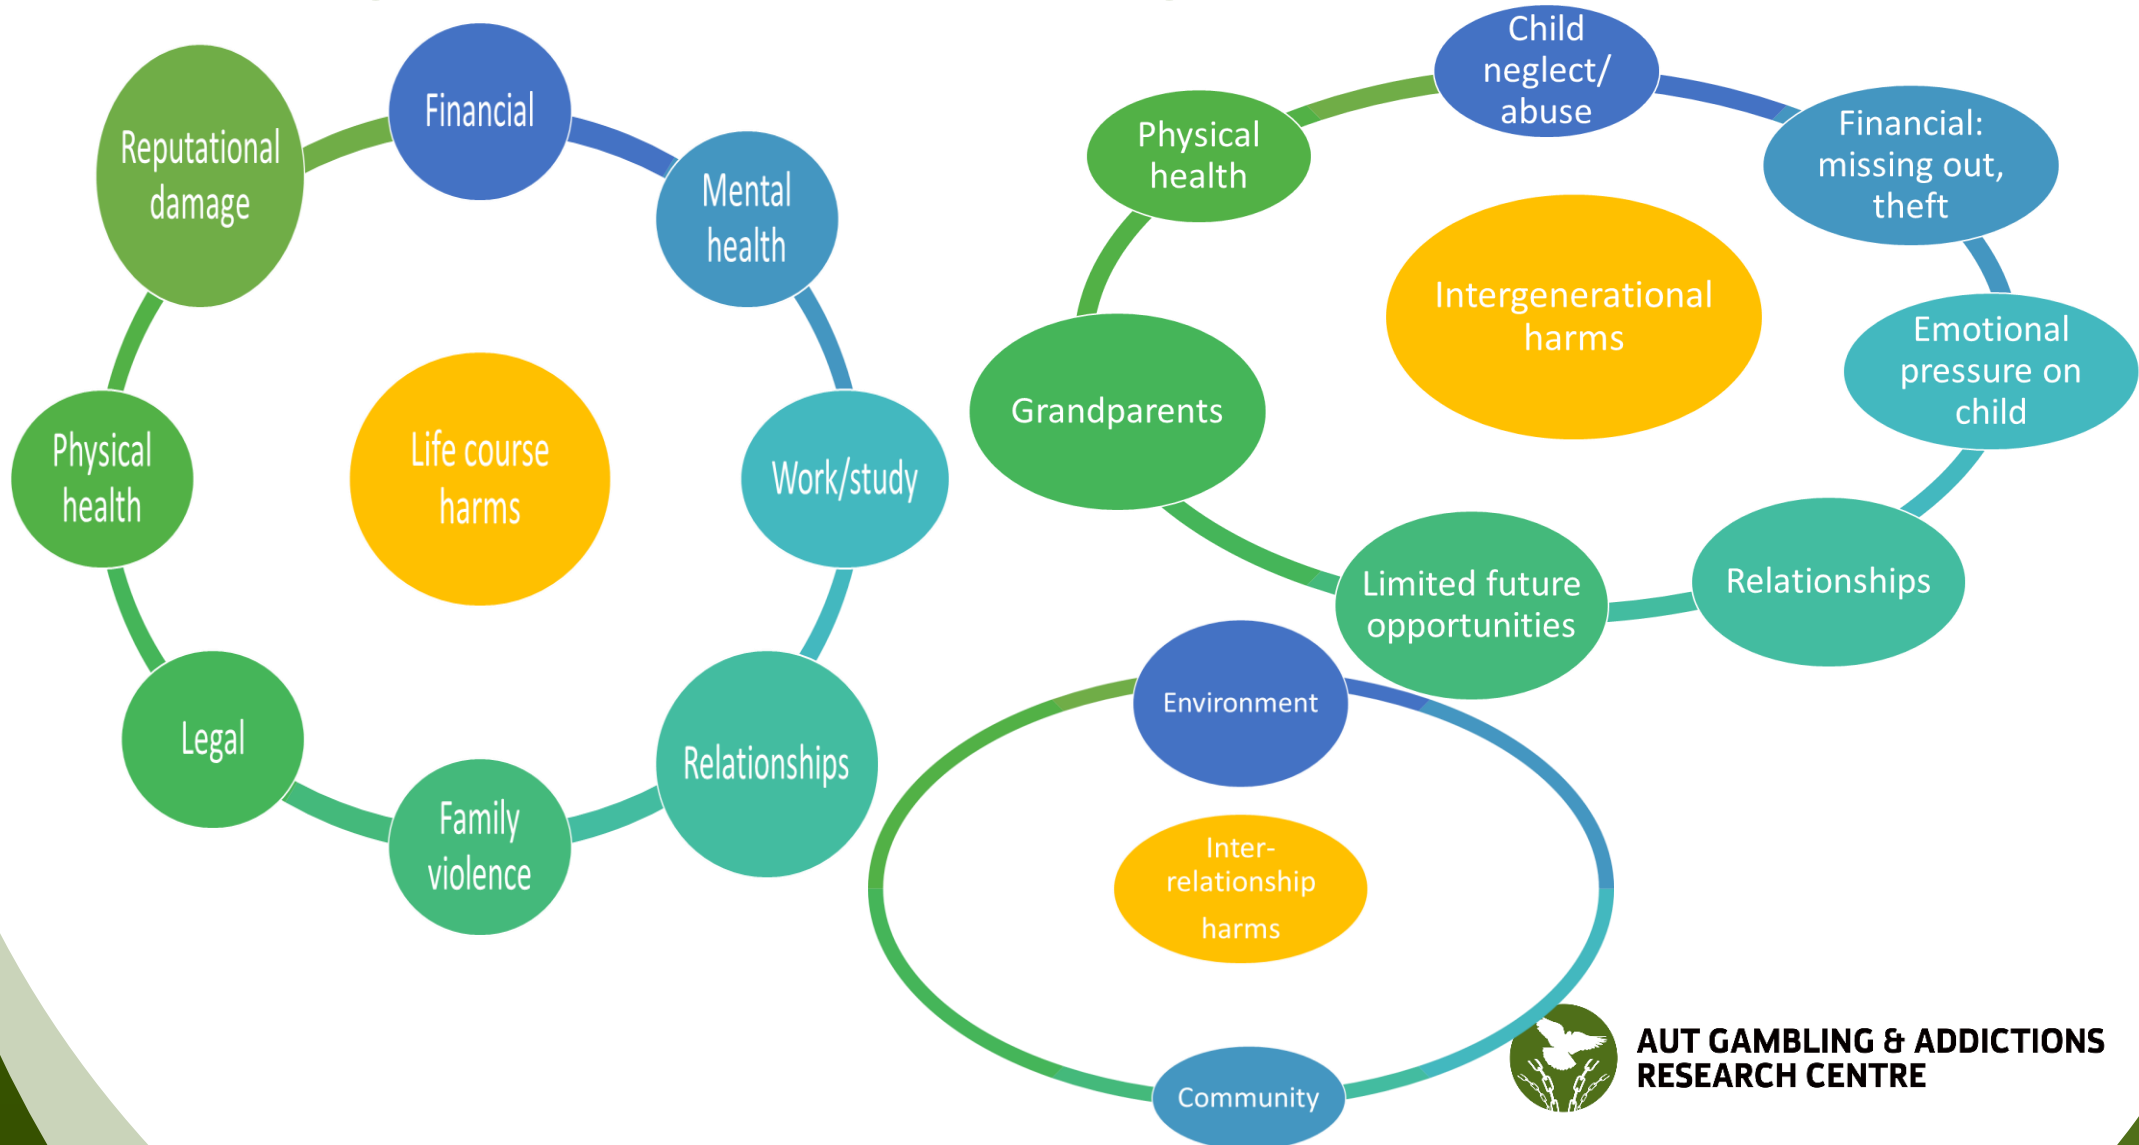 Financial
Mental
health
Work/study
Relationships
Family
violence
Legal
Physical
health
Reputational
damage
Life course
harms
Child
neglect/
abuse
Financial:
missing out,
theft
Emotional
pressure on
child
Relationships
Limited future
opportunities
Grandparents
Physical
health
Intergenerational
harms
Environment
Inter-
relationship
harms
Community
AUT GAMBLING & ADDICTIONS
RESEARCH CENTRE